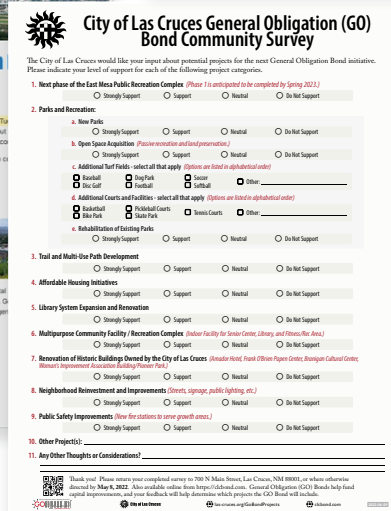 City of Las Cruces General Obligation (GO)
Bond Community Survey
The City of Las Cruces would like your input about potential projects for the next General Obligation Bond initiative.
Please indicate your level of support for each of the following project categories.
1. Next phase of the East Mesa Public Recreation Complex (Phase 1 is anticipated to be completed by Spring 2023.)
Strongly Support Support Neutral Do Not Support
2. Parks and Recreation:
a. New Parks
Strongly Support Support Neutral Do Not Support
b. Open Space Acquisition (Passive recreation and land preservation.)
Strongly Support Support Neutral Do Not Support
c. Additional Turf Fields - select all that apply (Options are listed in alphabetical order)
Baseball Dog Park Soccer Other:
Disc Golf Football Softball
d. Additional Courts and Facilities - select all that apply (Options are listed in alphabetical order)
Basketball Pickleball Courts Tennis Courts Other:
Bike Park Skate Park
e. Rehabilitation of Existing Parks
Strongly Support Support Neutral Do Not Support
3. Trail and Multi-Use Path Development
Strongly Support Support Neutral Do Not Support
4. Affordable Housing Initiatives
Strongly Support Support Neutral Do Not Support
5. Library System Expansion and Renovation
Strongly Support Support Neutral Do Not Support
6. Multipurpose Community Facility / Recreation Complex (Indoor Facility for Senior Center, Library, and Fitness/Rec Area.)
Strongly Support Support Neutral Do Not Support
7. Renovation of Historic Buildings Owned by the City of Las Cruces (Amador Hotel, Frank O'Brien Papen Center, Branigan Cultural Center,
Woman's Improvement Association Building/Pioneer Park.)
Strongly Support Support Neutral Do Not Support
8. Neighborhood Reinvestment and Improvements (Streets, signage, public lighting, etc.)
Strongly Support Support Neutral Do Not Support
9. Public Safety Improvements (New fire stations to serve growth areas.)
Strongly Support Support Neutral Do Not Support
10. Other Project(s):
11. Any Other Thoughts or Considerations?
Thank you! Please return your completed survey to 700 N Main Street, Las Cruces, NM 88001, or where otherwise
directed by May 8, 2022. Also available online from https://clcbond.com. General Obligation (GO) Bonds help fund
capital improvements, and your feedback will help determine which projects the GO Bond will include.
City of Las Cruces las-cruces.org/GoBondProjects clcbond.com